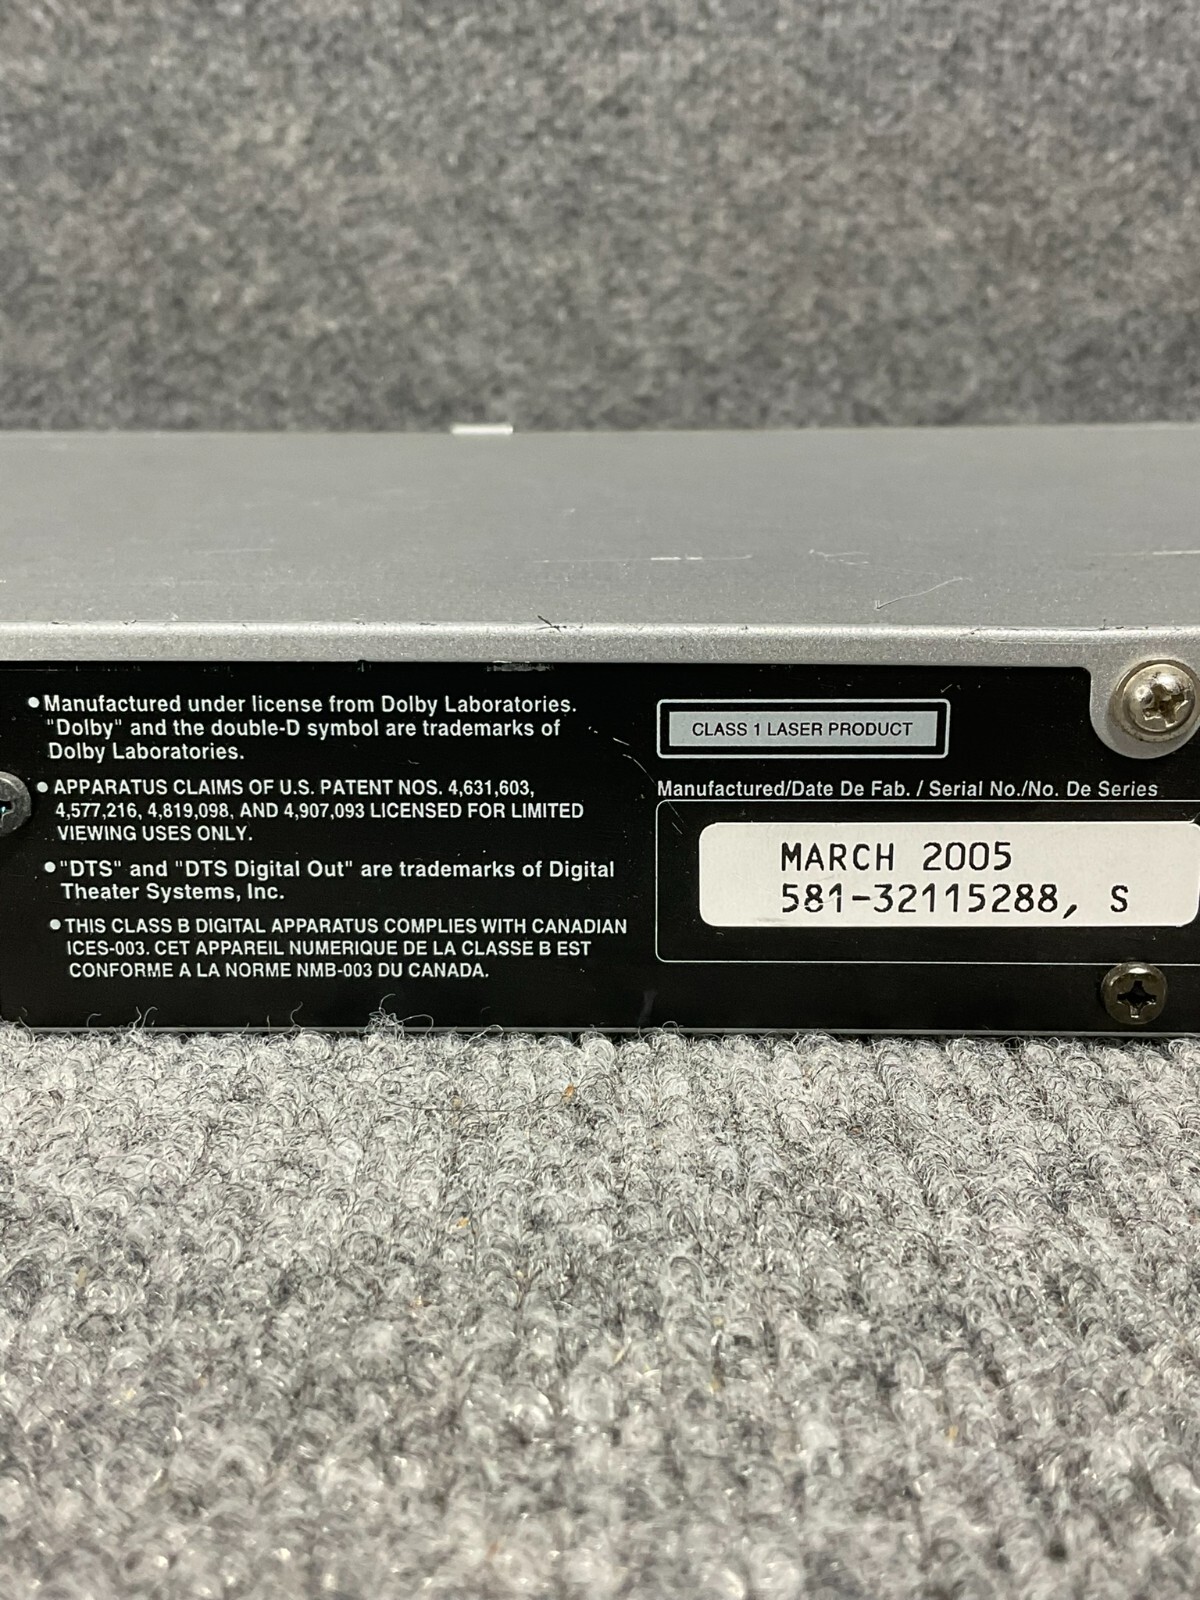 • Manufactured under license from Dolby Laboratories.
"Dolby" and the double-D symbol are trademarks of
Dolby Laboratories.
• APPARATUS CLAIMS OF U.S. PATENT NOS. 4,631,603,
4,577,216, 4,819,098, AND 4,907,093 LICENSED FOR LIMITED
VIEWING USES ONLY.
• "DTS" and "DTS Digital Out" are trademarks of Digital
Theater Systems, Inc.
• THIS CLASS B DIGITAL APPARATUS COMPLIES WITH CANADIAN
ICES-003. CET APPAREIL NUMERIQUE DE LA CLASSE B EST
CONFORME A LA NORME NMB-003 DU CANADA.
CLASS 1 LASER PRODUCT
Manufactured/Date De Fab. / Serial No./No. De Series
MARCH 2005
581-32115288, S